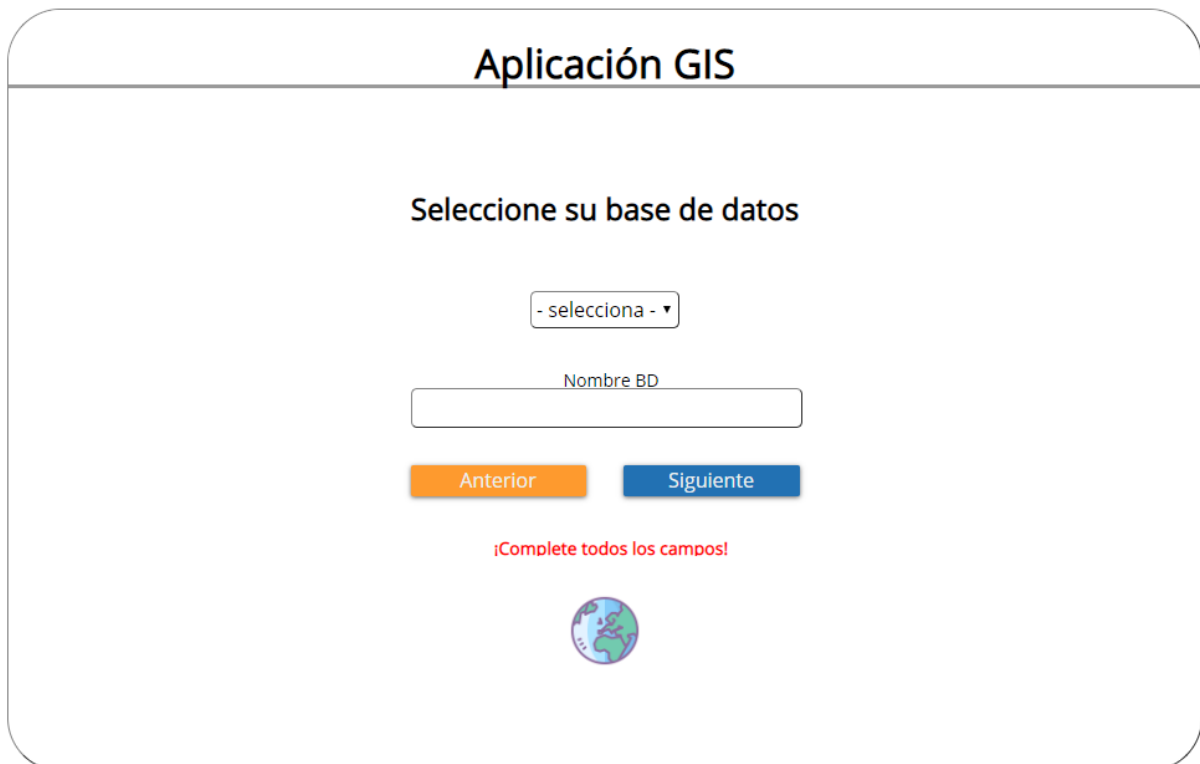 Aplicación GIS
Seleccione su base de datos
- selecciona -
Nombre BD
Anterior Siguiente
¡Complete todos los campos!